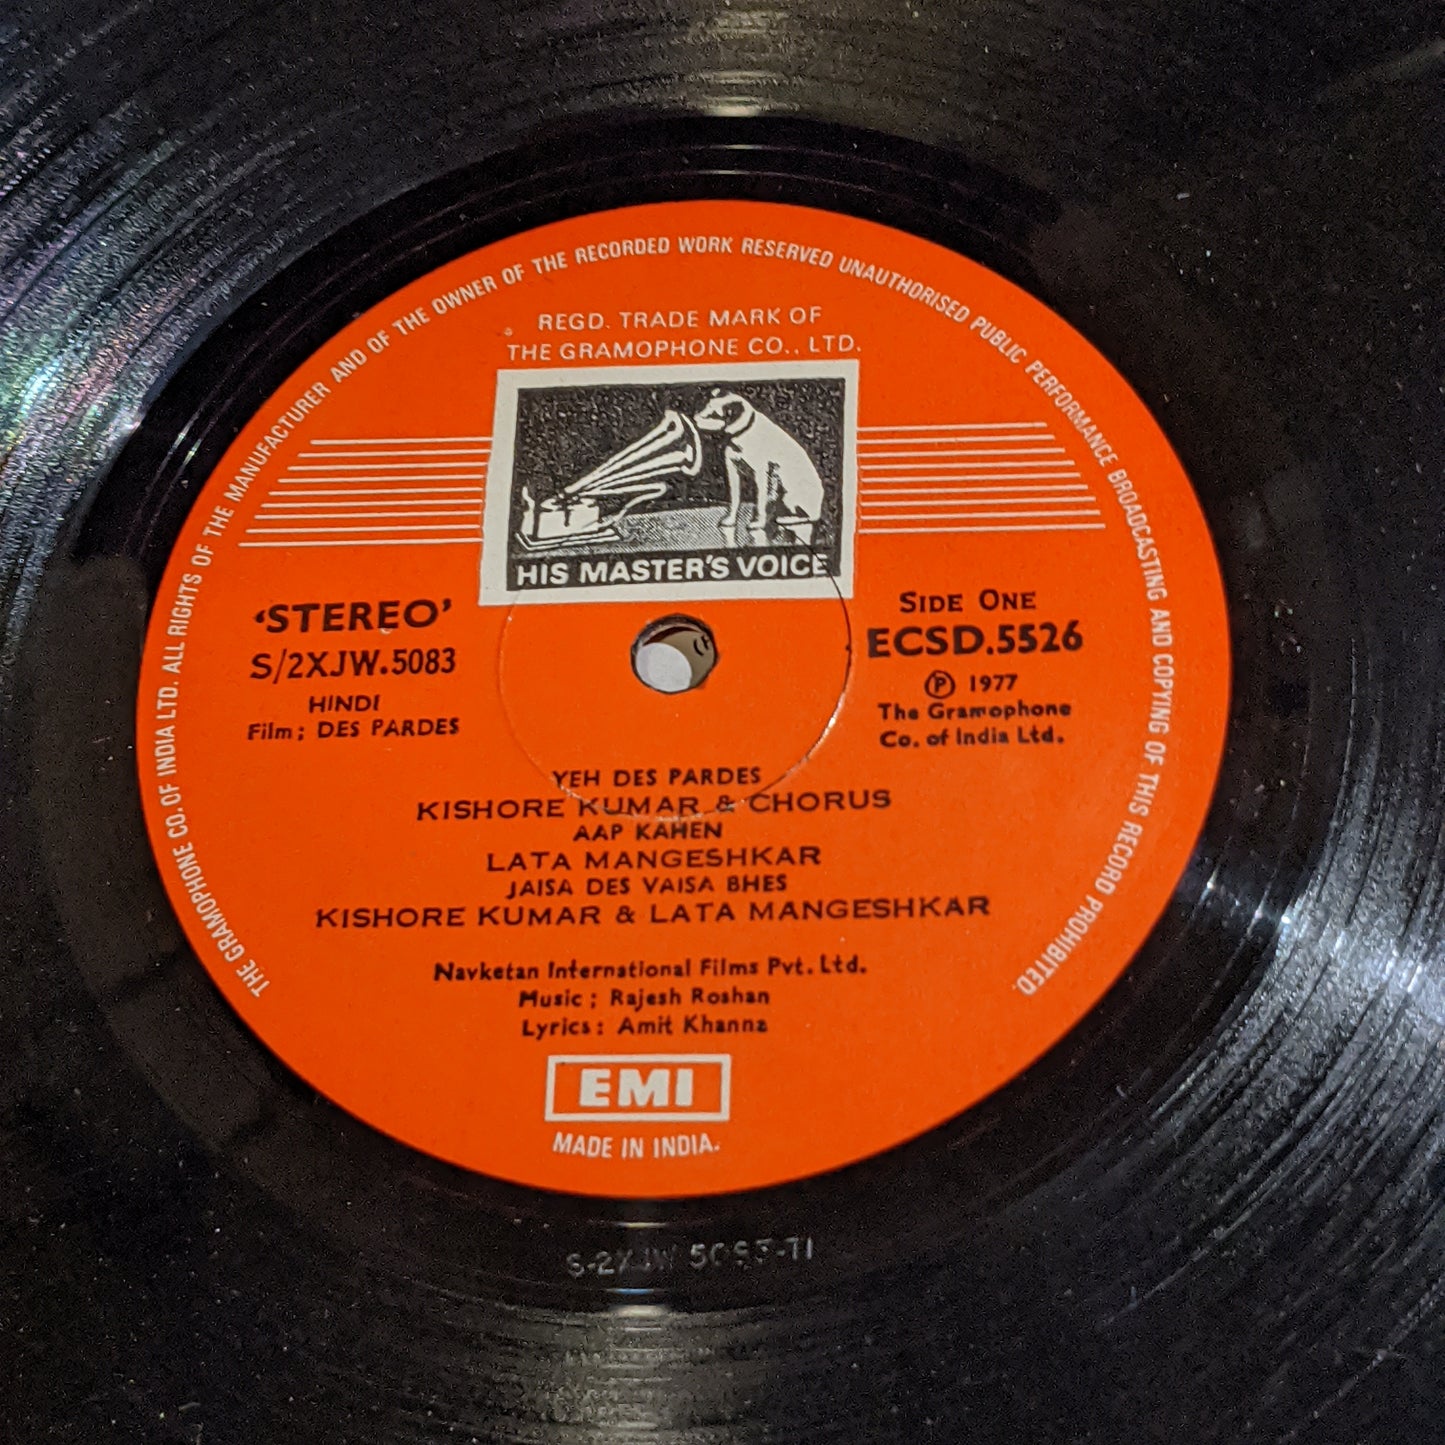 THE GRAMOPHONE CO. OF INDIA LTD. ALL RIGHTS OF THE MANUFACTURER AND OF THE OWNER OF THE RECORDED WORK RESERVED UNAUTHORISED PUBLIC PERFORMANCE BROADCASTING AND COPYING OF THIS RECORD PROHIBITED.
REGD. TRADE MARK OF
THE GRAMOPHONE CO., LTD.
HIS MASTER'S VOICE
'STEREO'
S/2XJW.5083
HINDI
Film; DES PARDES
SIDE ONE
ECSD.5526
Ⓟ 1977
The Gramophone
Co. of India Ltd.
YEH DES PARDES
KISHORE KUMAR & CHORUS
AAP KAHEN
LATA MANGESHKAR
JAISA DES VAISA BHES
KISHORE KUMAR & LATA MANGESHKAR
Navketan International Films Pvt. Ltd.
Music; Rajesh Roshan
Lyrics: Amit Khanna
EMI
MADE IN INDIA.